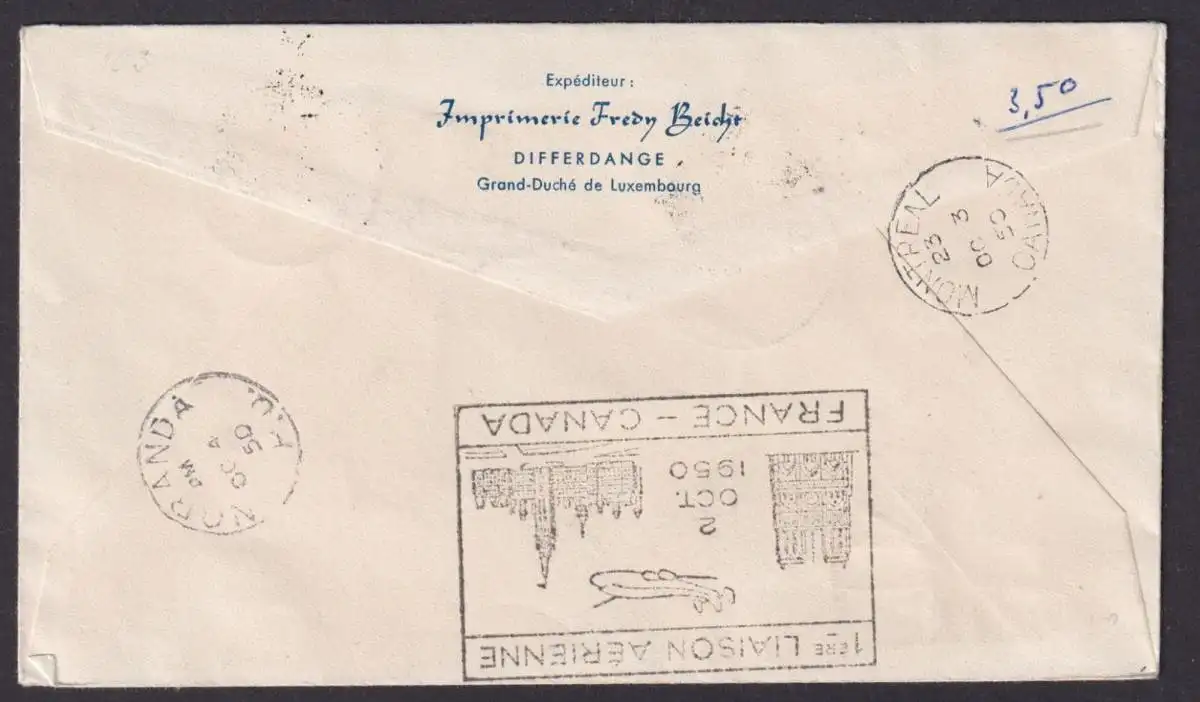 Expéditeur :
Imprimerie Fredy Beicht
DIFFERDANGE
Grand-Duché de Luxembourg
3,50
MONTREAL
23
OC 3
50
CANADA
NORANDA
PM
OC 4
50
P.Q.
1ÈRE LIAISON AÉRIENNE
2
OCT.
1950
FRANCE – CANADA